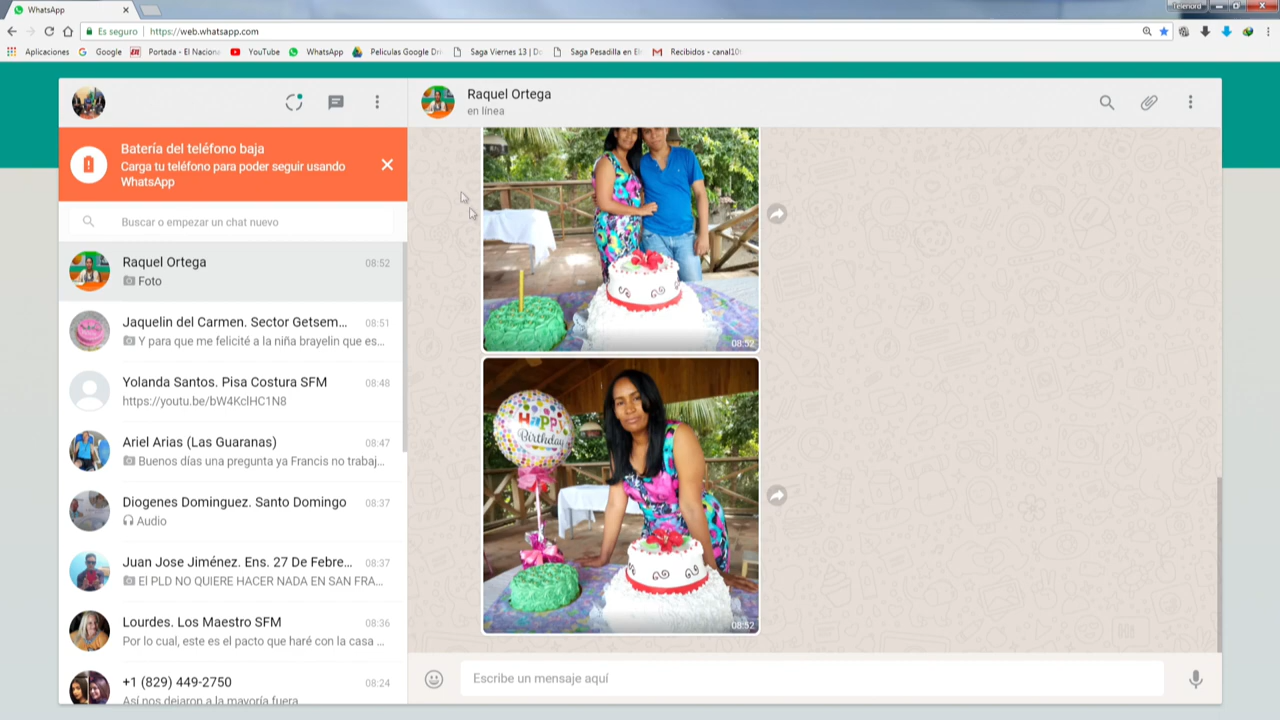 WhatsApp
Telenord
Es seguro | https://web.whatsapp.com
Aplicaciones Google Portada - El Naciona YouTube WhatsApp Peliculas Google Dri Saga Viernes 13 | Do Saga Pesadilla en El Recibidos - canal10
Raquel Ortega
en línea
Batería del teléfono baja
Carga tu teléfono para poder seguir usando
WhatsApp
Buscar o empezar un chat nuevo
Raquel Ortega 08:52
Foto
Jaquelin del Carmen. Sector Getsem... 08:51
Y para que me felicité a la niña brayelin que es...
Yolanda Santos. Pisa Costura SFM 08:48
https://youtu.be/bW4KclHC1N8
Ariel Arias (Las Guaranas) 08:47
Buenos días una pregunta ya Francis no trabaj...
Diogenes Dominguez. Santo Domingo 08:37
Audio
Juan Jose Jiménez. Ens. 27 De Febre... 08:37
El PLD NO QUIERE HACER NADA EN SAN FRA...
Lourdes. Los Maestro SFM 08:36
Por lo cual, este es el pacto que haré con la casa ...
+1 (829) 449-2750 08:24
Así nos dejaron a la mayoría fuera
08:52
HAPPY
Birthday
08:52
Escribe un mensaje aquí